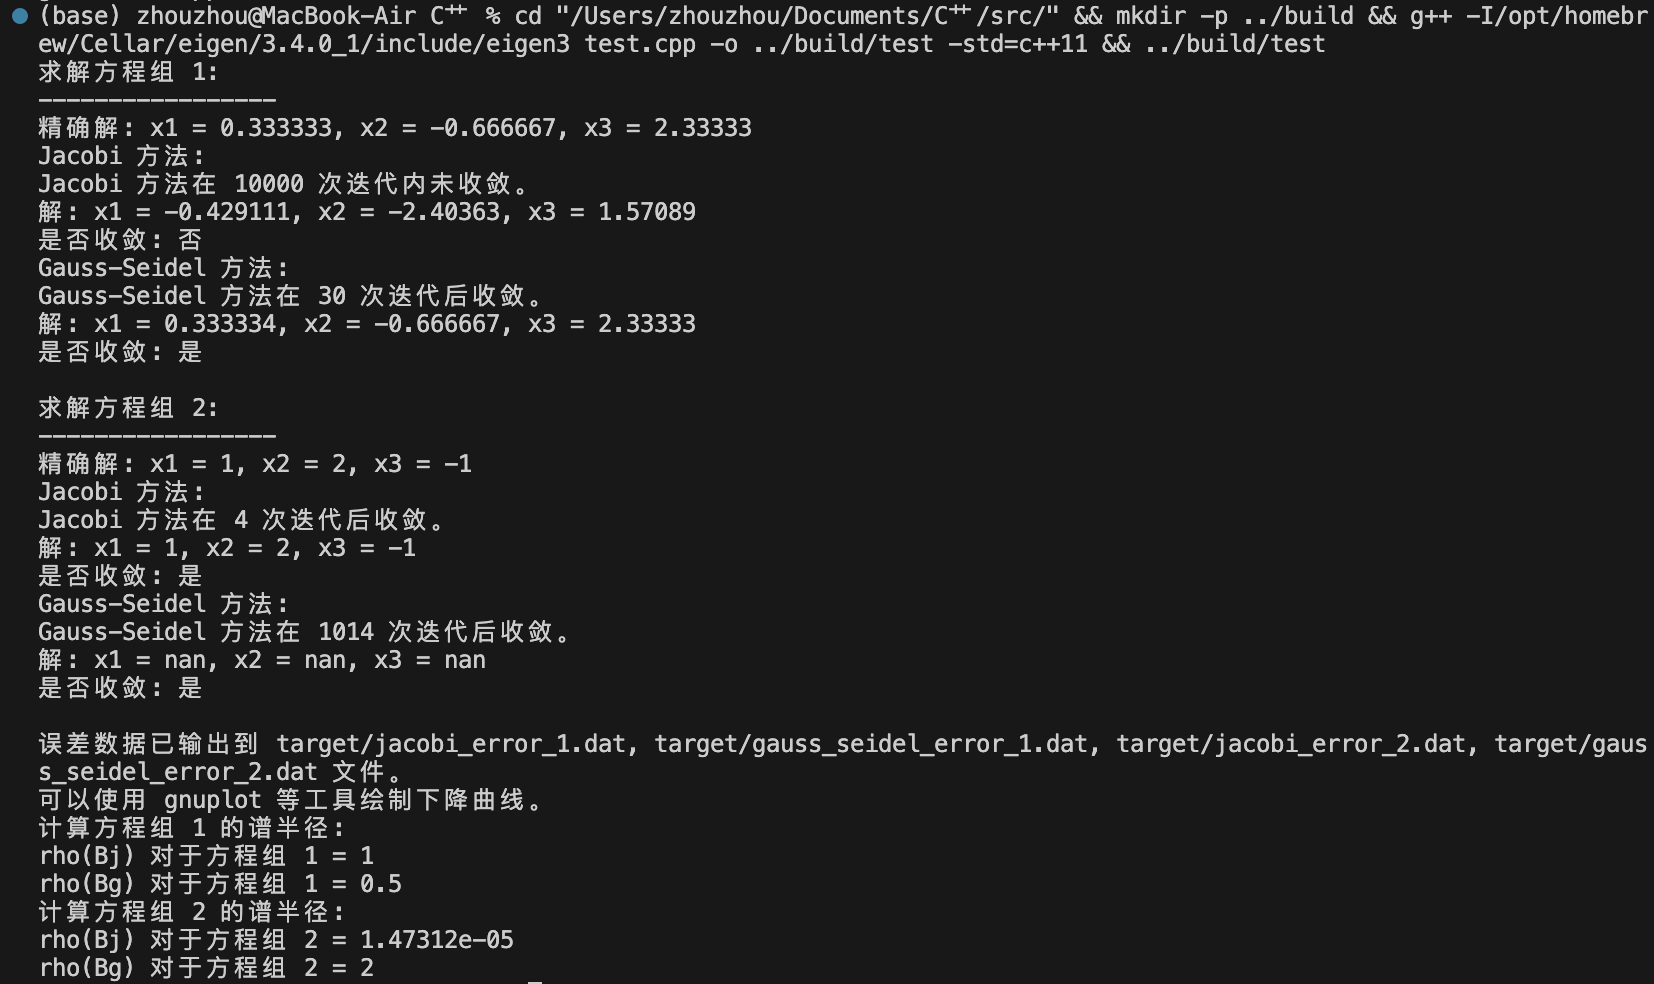 (base) zhouzhou@MacBook-Air C++ % cd "/Users/zhouzhou/Documents/C++/src/" && mkdir -p ../build && g++ -I/opt/homebr
ew/Cellar/eigen/3.4.0_1/include/eigen3 test.cpp -o ../build/test -std=c++11 && ../build/test
求解方程组 1:
-----------------
精确解: x1 = 0.333333, x2 = -0.666667, x3 = 2.33333
Jacobi 方法:
Jacobi 方法在 10000 次迭代内未收敛。
解: x1 = -0.429111, x2 = -2.40363, x3 = 1.57089
是否收敛: 否
Gauss-Seidel 方法:
Gauss-Seidel 方法在 30 次迭代后收敛。
解: x1 = 0.333334, x2 = -0.666667, x3 = 2.33333
是否收敛: 是
求解方程组 2:
-----------------
精确解: x1 = 1, x2 = 2, x3 = -1
Jacobi 方法:
Jacobi 方法在 4 次迭代后收敛。
解: x1 = 1, x2 = 2, x3 = -1
是否收敛: 是
Gauss-Seidel 方法:
Gauss-Seidel 方法在 1014 次迭代后收敛。
解: x1 = nan, x2 = nan, x3 = nan
是否收敛: 是
误差数据已输出到 target/jacobi_error_1.dat, target/gauss_seidel_error_1.dat, target/jacobi_error_2.dat, target/gaus
s_seidel_error_2.dat 文件。
可以使用 gnuplot 等工具绘制下降曲线。
计算方程组 1 的谱半径:
rho(Bj) 对于方程组 1 = 1
rho(Bg) 对于方程组 1 = 0.5
计算方程组 2 的谱半径:
rho(Bj) 对于方程组 2 = 1.47312e-05
rho(Bg) 对于方程组 2 = 2